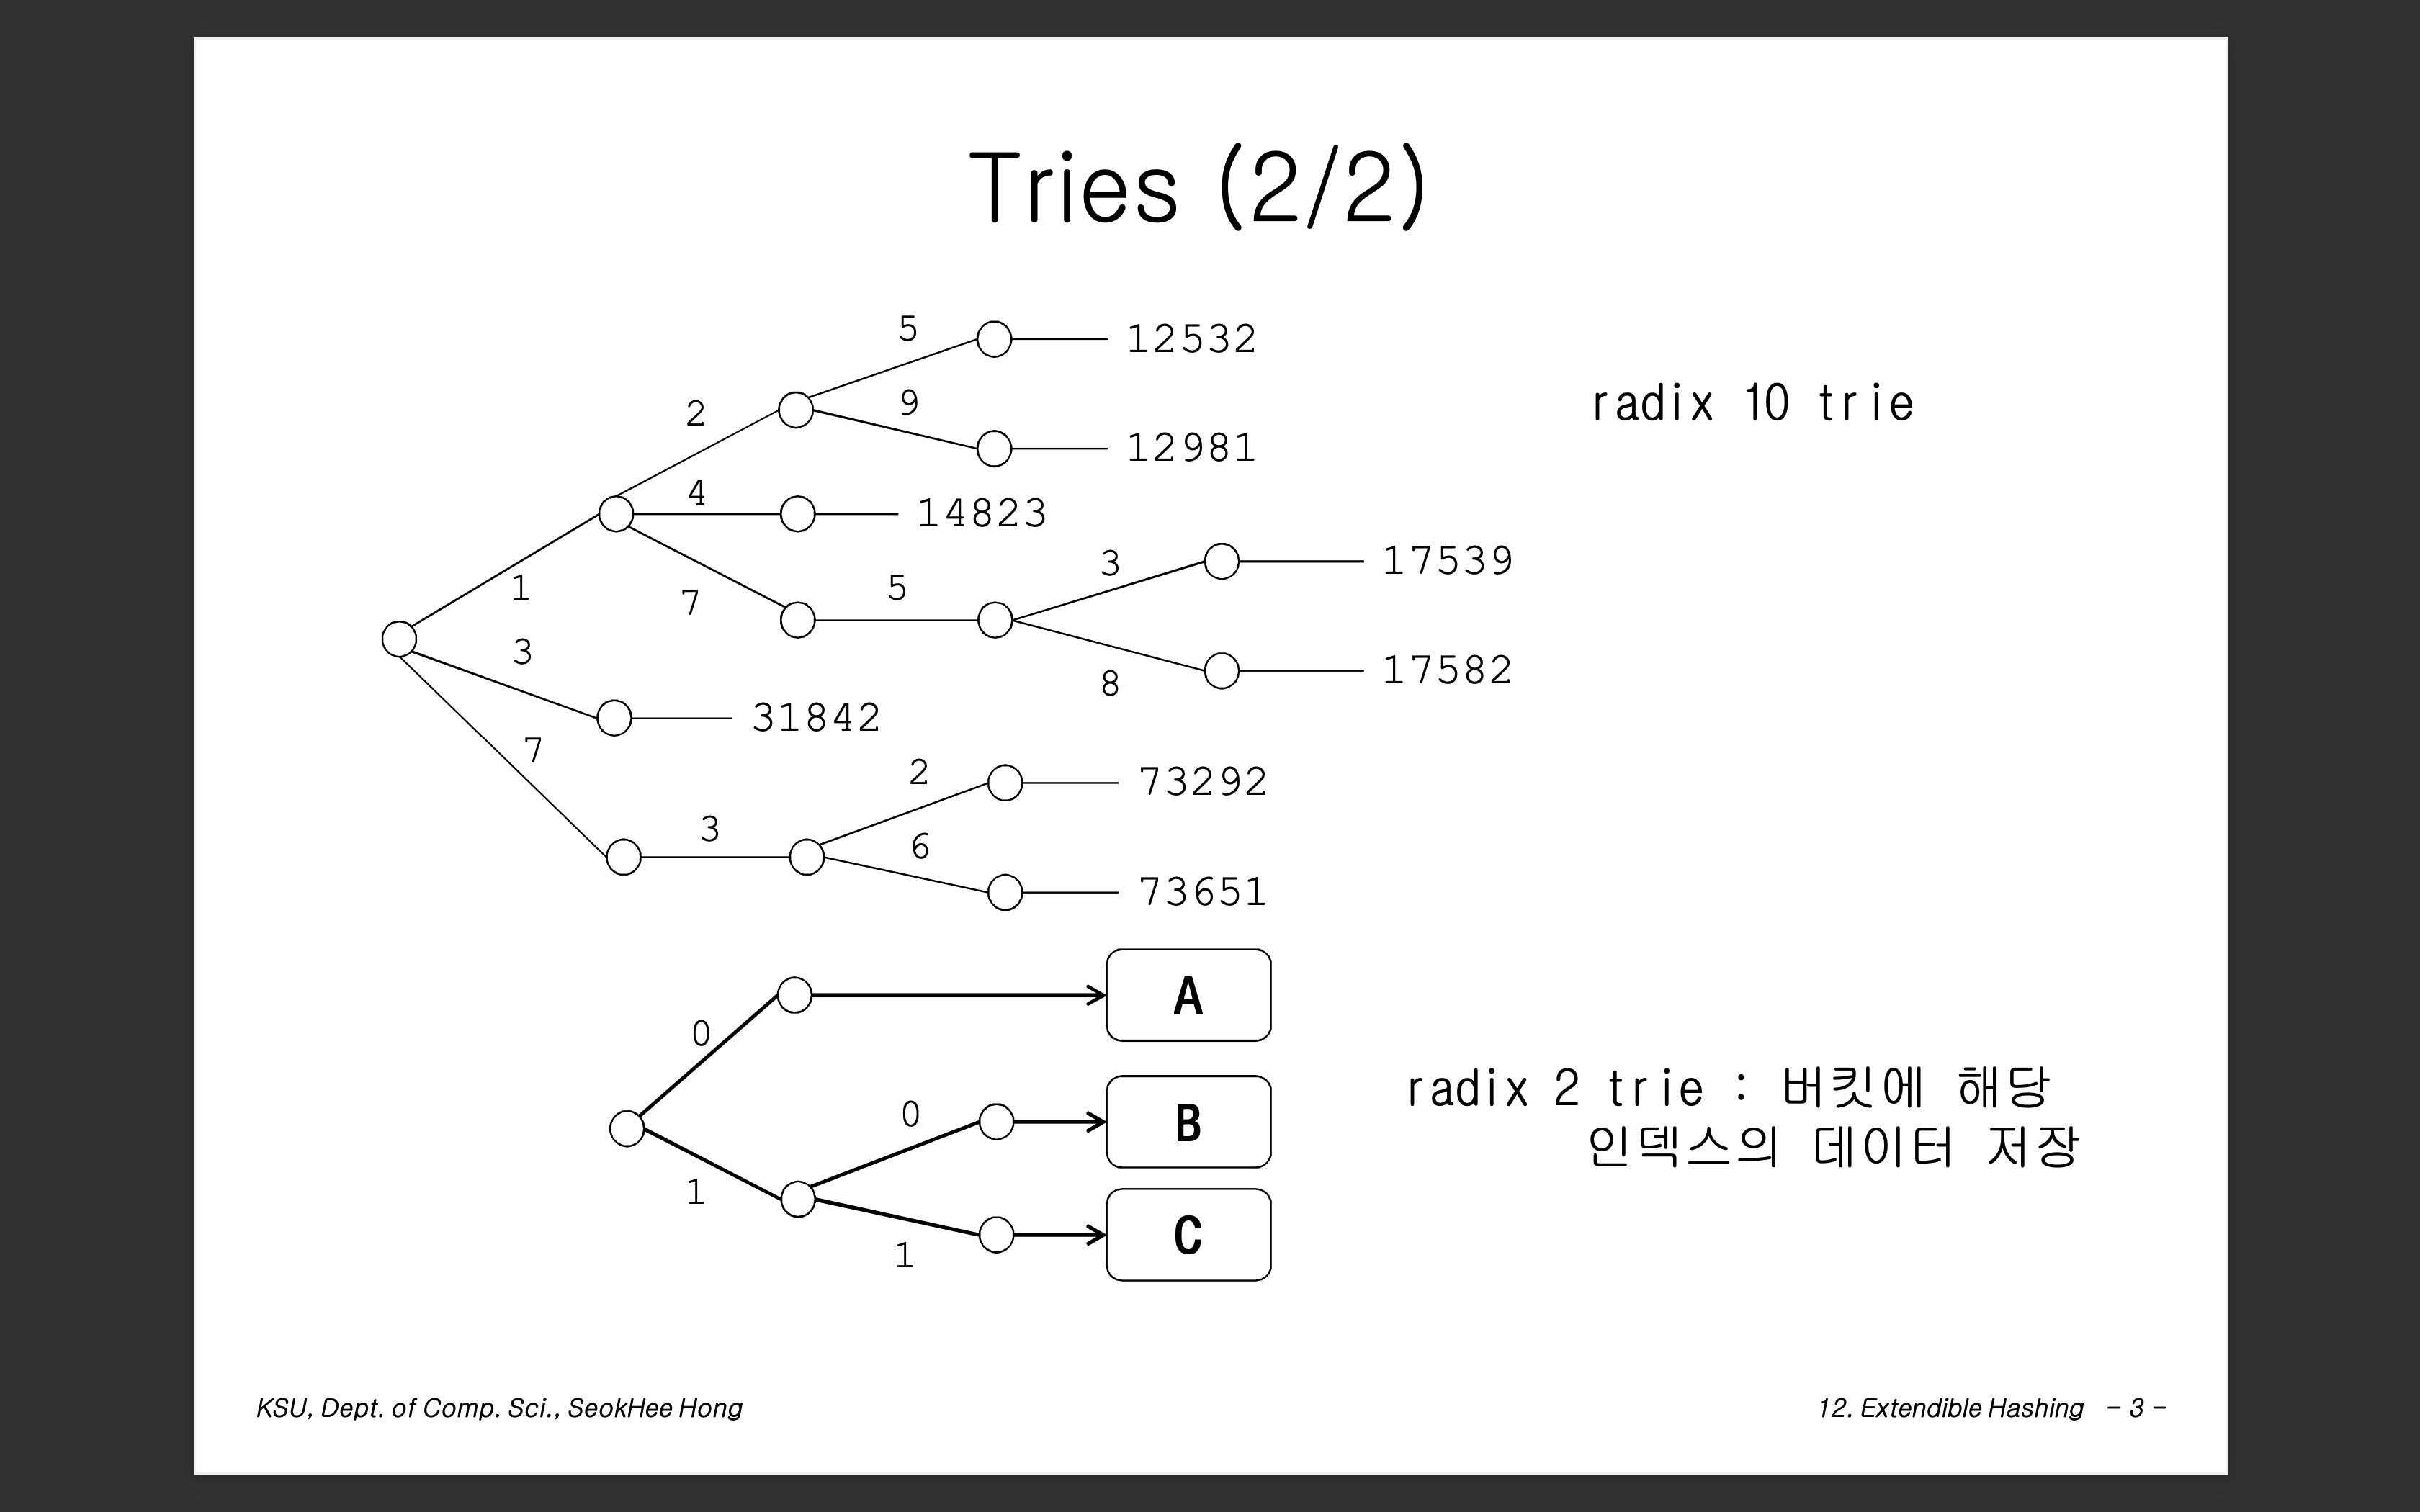 Tries (2/2)
5
12532
2
9
12981
radix 10 trie
4
14823
1
7
5
3
17539
8
17582
3
31842
7
2
73292
3
6
73651
A
0
0
B
radix 2 trie : 버킷에 해당
인덱스의 데이터 저장
1
1
C
KSU, Dept. of Comp. Sci., SeokHee Hong
12. Extendible Hashing - 3 -